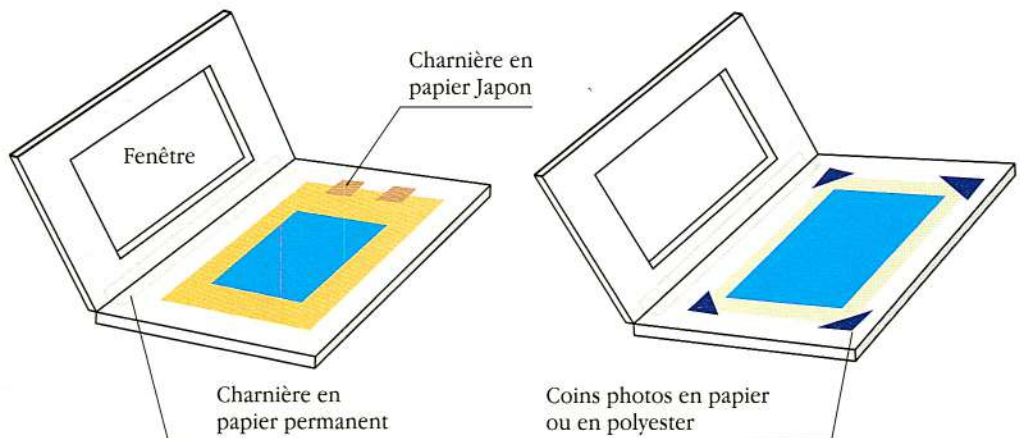 Charnière en
papier Japon
Fenêtre
Charnière en
papier permanent
Coins photos en papier
ou en polyester